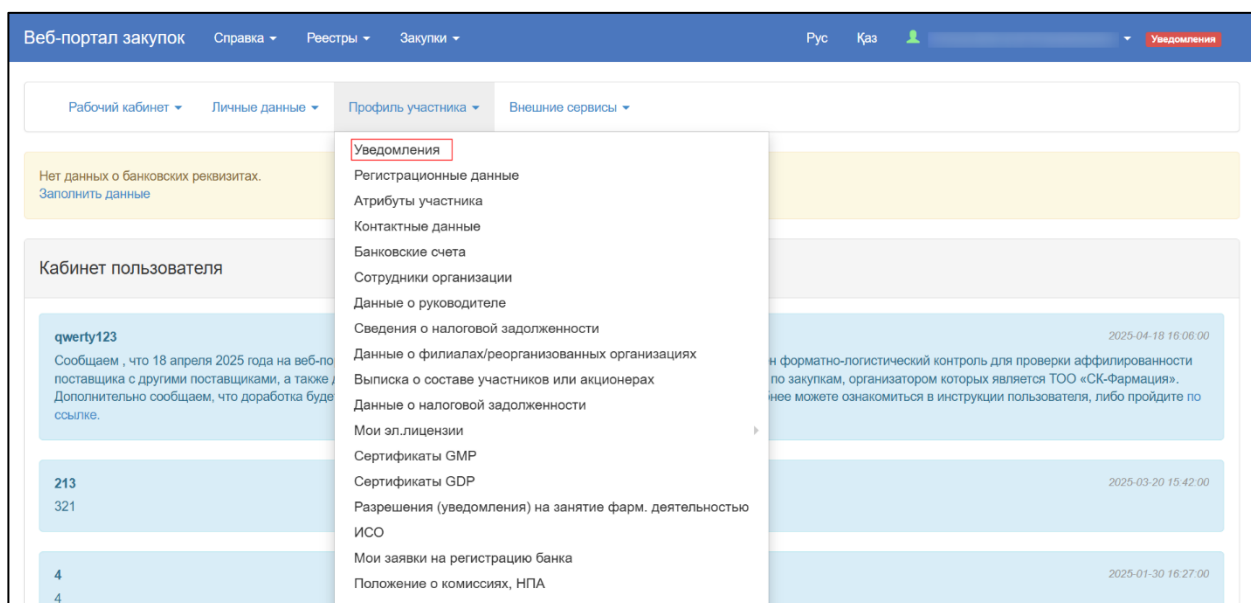 Веб-портал закупок Справка Реестры Закупки Рус Қаз Уведомления
Рабочий кабинет Личные данные Профиль участника Внешние сервисы
Уведомления
Регистрационные данные
Атрибуты участника
Контактные данные
Банковские счета
Сотрудники организации
Данные о руководителе
Сведения о налоговой задолженности
Данные о филиалах/реорганизованных организациях
Выписка о составе участников или акционерах
Данные о налоговой задолженности
Мои эл.лицензии
Сертификаты GMP
Сертификаты GDP
Разрешения (уведомления) на занятие фарм. деятельностью
ИСО
Мои заявки на регистрацию банка
Положение о комиссиях, НПА
Нет данных о банковских реквизитах.
Заполнить данные
Кабинет пользователя
qwerty123 2025-04-18 16:06:00
Сообщаем , что 18 апреля 2025 года на веб-по форматно-логистический контроль для проверки аффилированности
поставщика с другими поставщиками, а также по закупкам, организатором которых является ТОО «СК-Фармация».
Дополнительно сообщаем, что доработка буде можете ознакомиться в инструкции пользователя, либо пройдите по
ссылке.
213 2025-03-20 15:42:00
321
4 2025-01-30 16:27:00
4